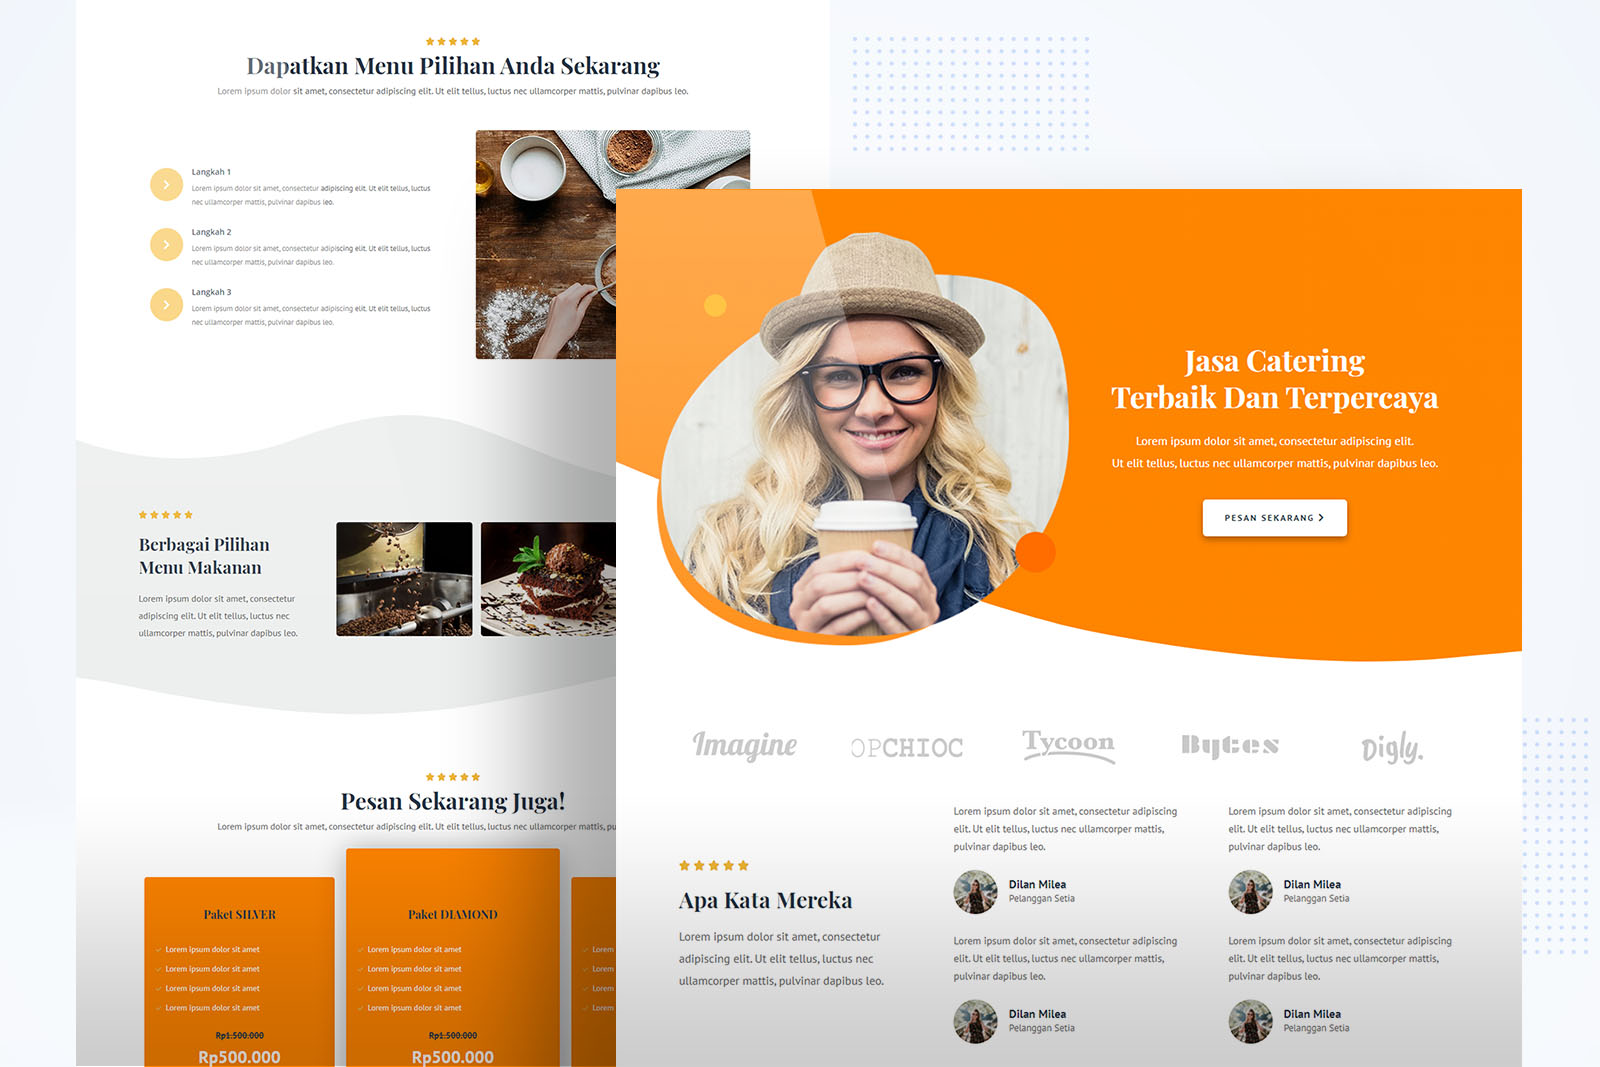 Dapatkan Menu Pilihan Anda Sekarang
Lorem ipsum dolor sit amet, consectetur adipiscing elit. Ut elit tellus, luctus nec ullamcorper mattis, pulvinar dapibus leo.
Langkah 1
Lorem ipsum dolor sit amet, consectetur adipiscing elit. Ut elit tellus, luctus
nec ullamcorper mattis, pulvinar dapibus leo.
Langkah 2
Lorem ipsum dolor sit amet, consectetur adipiscing elit. Ut elit tellus, luctus
nec ullamcorper mattis, pulvinar dapibus leo.
Langkah 3
Lorem ipsum dolor sit amet, consectetur adipiscing elit. Ut elit tellus, luctus
nec ullamcorper mattis, pulvinar dapibus leo.
Berbagai Pilihan
Menu Makanan
Lorem ipsum dolor sit amet, consectetur
adipiscing elit. Ut elit tellus, luctus nec
ullamcorper mattis, pulvinar dapibus leo.
Pesan Sekarang Juga!
Lorem ipsum dolor sit amet, consectetur adipiscing elit. Ut elit tellus, luctus nec ullamcorper mattis, pu
Paket SILVER
Lorem ipsum dolor sit amet
Lorem ipsum dolor sit amet
Lorem ipsum dolor sit amet
Lorem ipsum dolor sit amet
Rp1.500.000
Rp500.000
Paket DIAMOND
Lorem ipsum dolor sit amet
Lorem ipsum dolor sit amet
Lorem ipsum dolor sit amet
Lorem ipsum dolor sit amet
Rp1.500.000
Rp500.000
Lorem
Lorem
Lorem
Lorem
Jasa Catering
Terbaik Dan Terpercaya
Lorem ipsum dolor sit amet, consectetur adipiscing elit.
Ut elit tellus, luctus nec ullamcorper mattis, pulvinar dapibus leo.
PESAN SEKARANG
Imagine
OPCHIOC
Tycoon
Bytes
Digly.
Apa Kata Mereka
Lorem ipsum dolor sit amet, consectetur
adipiscing elit. Ut elit tellus, luctus nec
ullamcorper mattis, pulvinar dapibus leo.
Lorem ipsum dolor sit amet, consectetur adipiscing
elit. Ut elit tellus, luctus nec ullamcorper mattis,
pulvinar dapibus leo.
Dilan Milea
Pelanggan Setia
Lorem ipsum dolor sit amet, consectetur adipiscing
elit. Ut elit tellus, luctus nec ullamcorper mattis,
pulvinar dapibus leo.
Dilan Milea
Pelanggan Setia
Lorem ipsum dolor sit amet, consectetur adipiscing
elit. Ut elit tellus, luctus nec ullamcorper mattis,
pulvinar dapibus leo.
Dilan Milea
Pelanggan Setia
Lorem ipsum dolor sit amet, consectetur adipiscing
elit. Ut elit tellus, luctus nec ullamcorper mattis,
pulvinar dapibus leo.
Dilan Milea
Pelanggan Setia